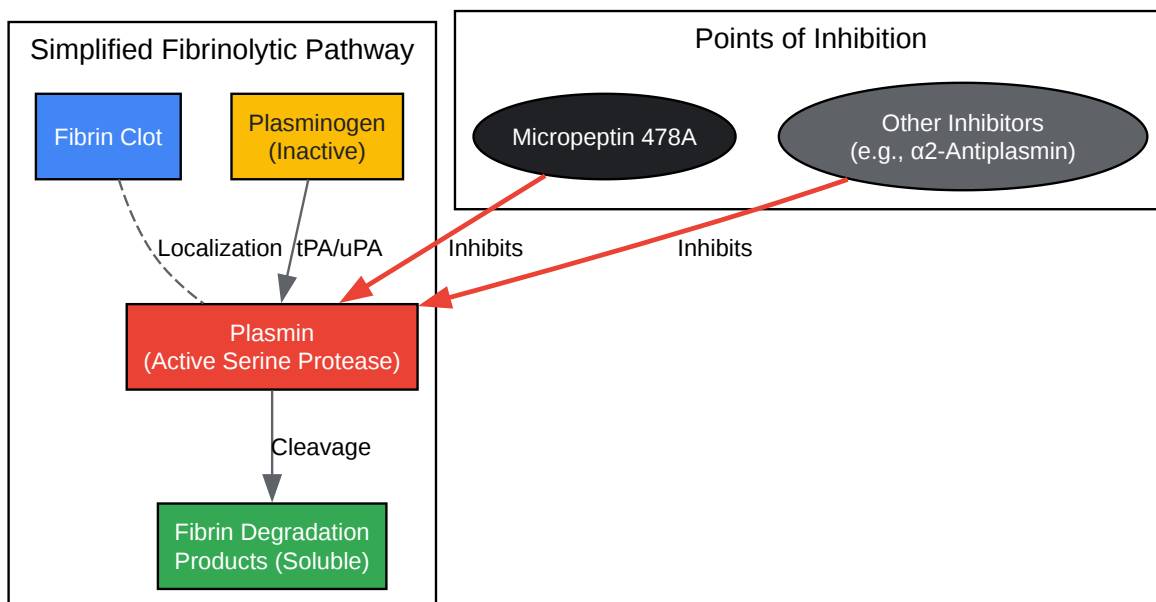 Simplified Fibrinolytic Pathway
Points of Inhibition
Fibrin Clot
Plasminogen
(Inactive)
Micropeptin 478A
Other Inhibitors
(e.g., α2-Antiplasmin)
Localization
tPA/uPA
Inhibits
Inhibits
Plasmin
(Active Serine Protease)
Cleavage
Fibrin Degradation
Products (Soluble)